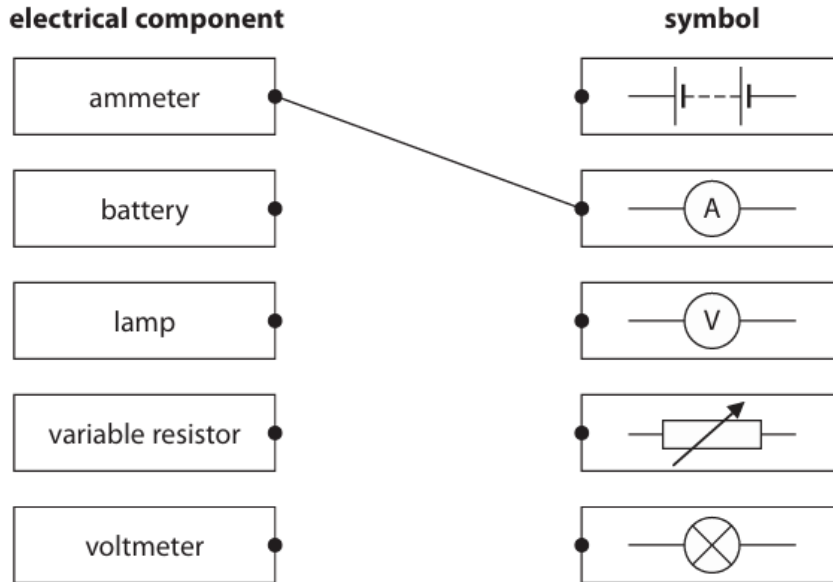 electrical component
symbol
ammeter
battery
A
lamp
V
variable resistor
voltmeter